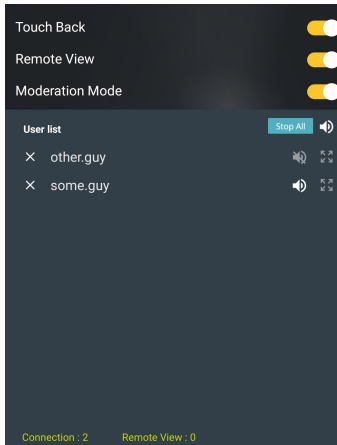 Touch Back
Remote View
Moderation Mode
User list Stop All
other.guy
some.guy
Connection : 2 Remote View : 0